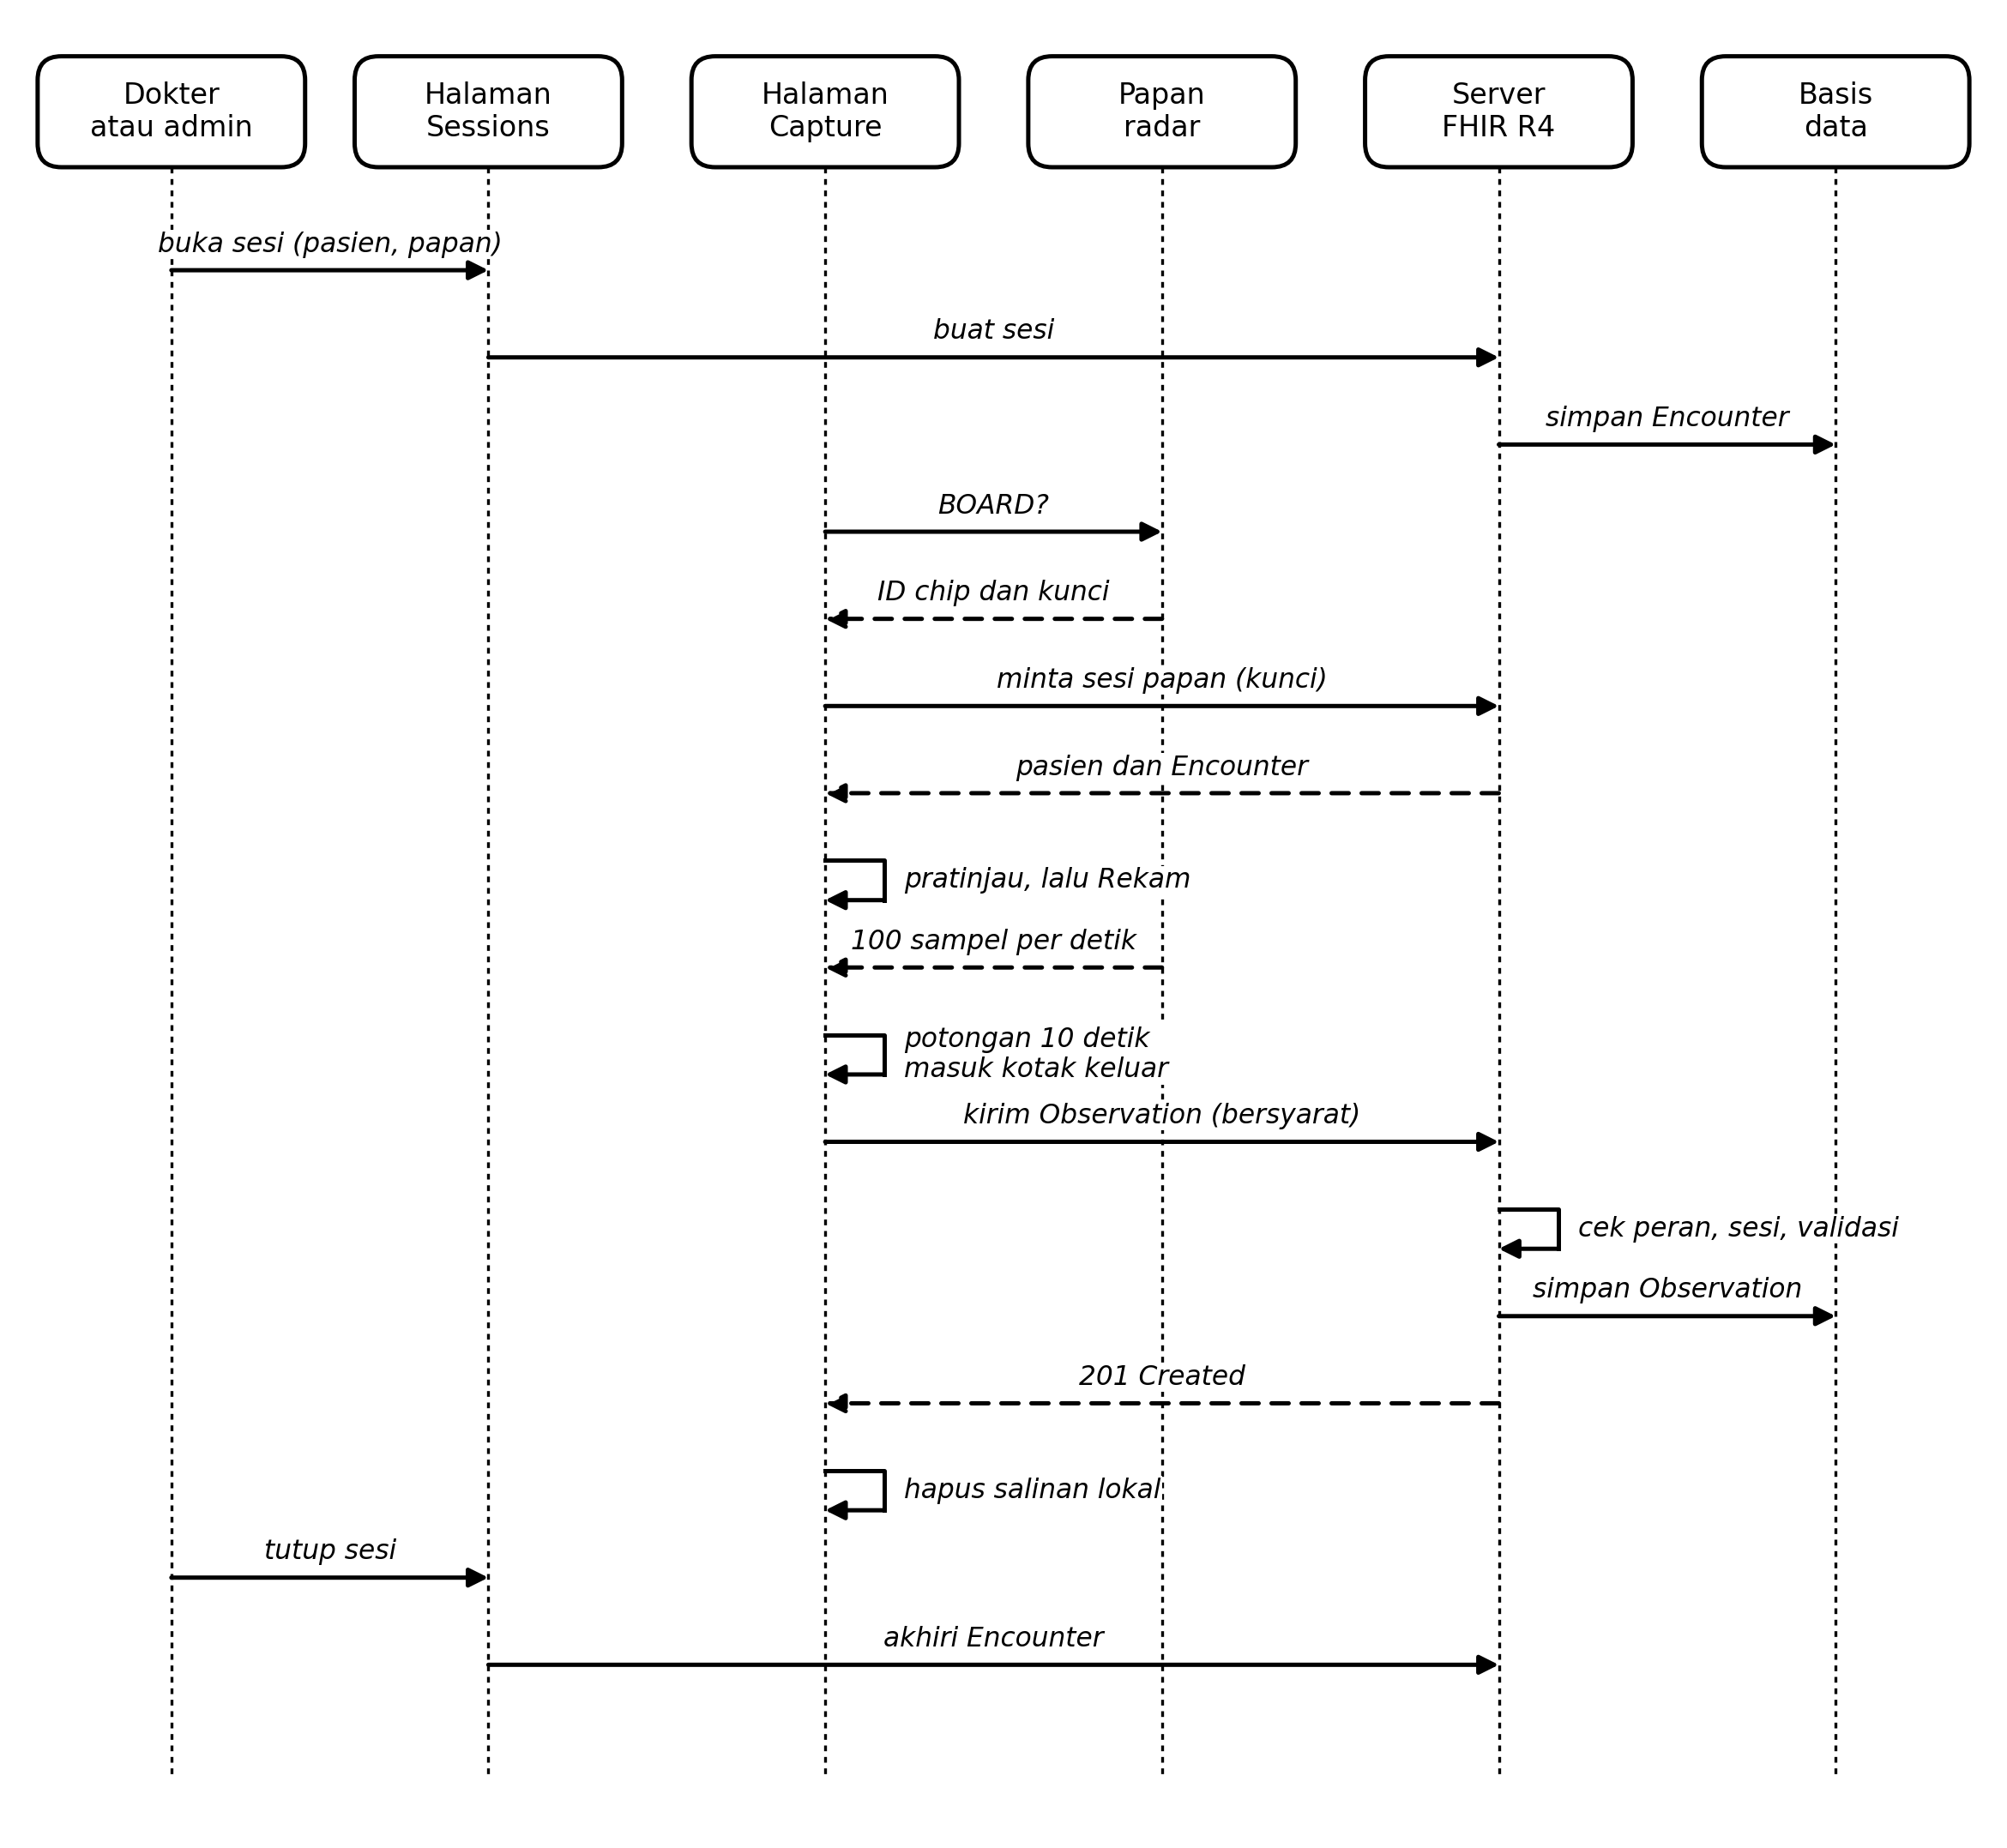 Dokter
atau admin
Halaman
Sessions
Halaman
Capture
Papan
radar
Server
FHIR R4
Basis
data
buka sesi (pasien, papan)
buat sesi
simpan Encounter
BOARD?
ID chip dan kunci
minta sesi papan (kunci)
pasien dan Encounter
pratinjau, lalu Rekam
100 sampel per detik
potongan 10 detik
masuk kotak keluar
kirim Observation (bersyarat)
cek peran, sesi, validasi
simpan Observation
201 Created
hapus salinan lokal
tutup sesi
akhiri Encounter